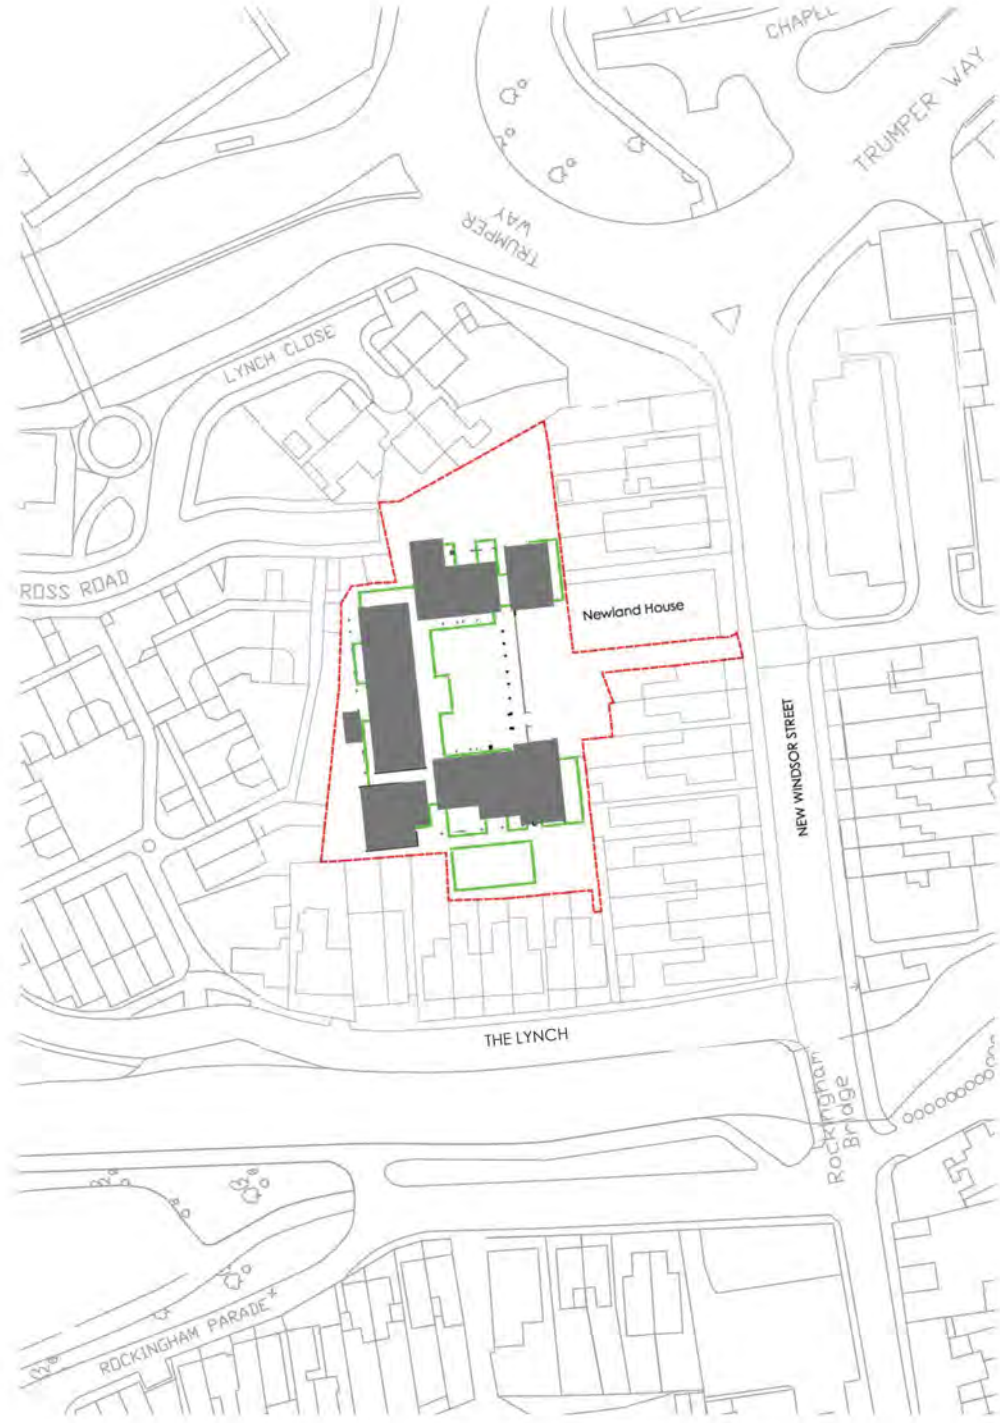 CHAPEL
TRUMPER WAY
TRUMPER
WAY
LYNCH CLOSE
ROSS ROAD
Newland House
NEW WINDSOR STREET
THE LYNCH
Rockingham
Bridge
ROCKINGHAM PARADE